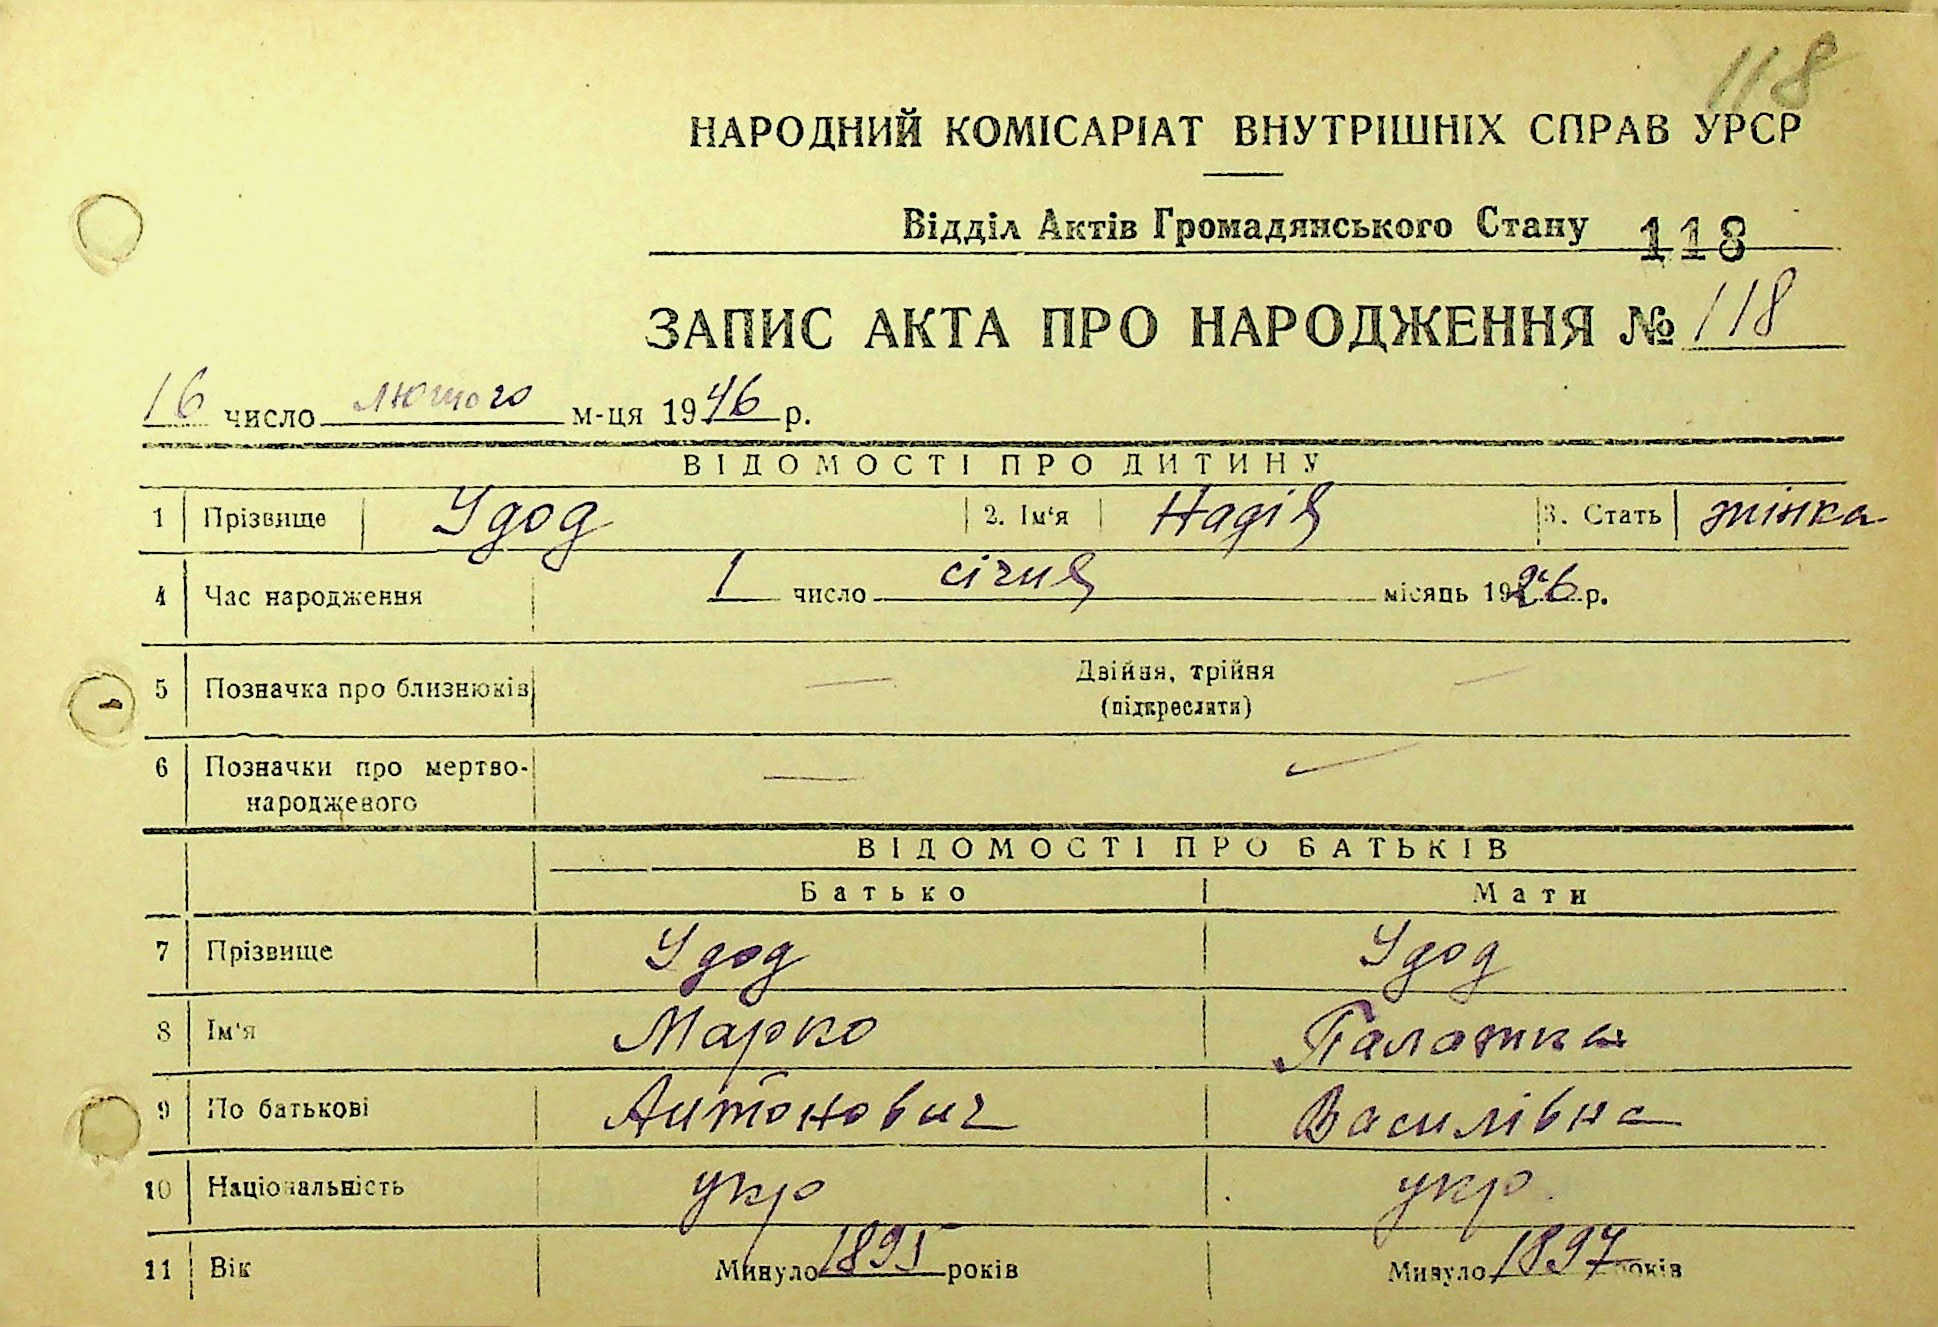 118
НАРОДНИЙ КОМІСАРІАТ ВНУТРІШНІХ СПРАВ УРСР
Відділ Актів Громадянського Стану 118
ЗАПИС АКТА ПРО НАРОДЖЕННЯ № 118
16 число лютого м-ця 1946 р.
ВІДОМОСТІ ПРО ДИТИНУ
1 Прізвище Удод 2. Ім'я Надія 3. Стать жінка
4 Час народження 1 число січня місяць 1926 р.
5 Позначка про близнюків — Двійня, трійня —
(підкреслити)
6 Позначки про мертво-
народженого
ВІДОМОСТІ ПРО БАТЬКІВ
Батько Мати
7 Прізвище Удод Удод
8 Ім'я Марко Палажка
9 По батькові Антонович Василівна
10 Національність укр укр.
11 Вік Минуло 1895 років Минуло 1897 років